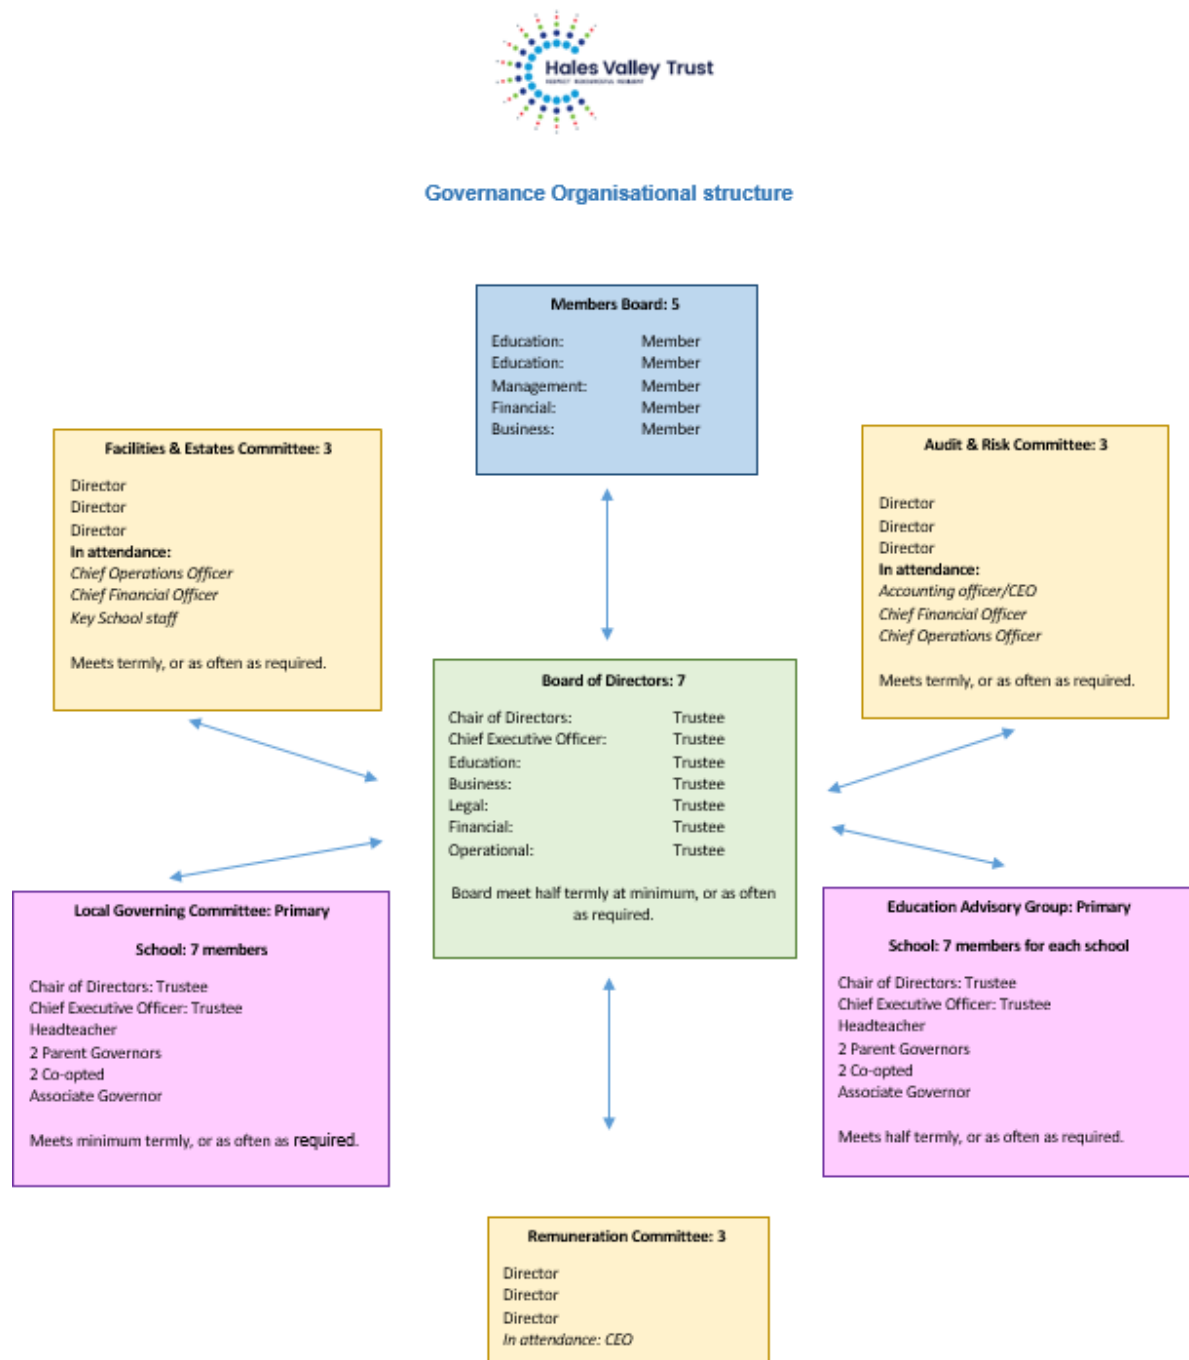 Hales Valley Trust
Governance Organisational structure
Members Board: 5
Education: Member
Education: Member
Management: Member
Financial: Member
Business: Member
Facilities & Estates Committee: 3
Director
Director
Director
In attendance:
Chief Operations Officer
Chief Financial Officer
Key School staff
Meets termly, or as often as required.
Audit & Risk Committee: 3
Director
Director
Director
In attendance:
Accounting officer/CEO
Chief Financial Officer
Chief Operations Officer
Meets termly, or as often as required.
Board of Directors: 7
Chair of Directors: Trustee
Chief Executive Officer: Trustee
Education: Trustee
Business: Trustee
Legal: Trustee
Financial: Trustee
Operational: Trustee
Board meet half termly at minimum, or as often
as required.
Local Governing Committee: Primary
School: 7 members
Chair of Directors: Trustee
Chief Executive Officer: Trustee
Headteacher
2 Parent Governors
2 Co-opted
Associate Governor
Meets minimum termly, or as often as required.
Education Advisory Group: Primary
School: 7 members for each school
Chair of Directors: Trustee
Chief Executive Officer: Trustee
Headteacher
2 Parent Governors
2 Co-opted
Associate Governor
Meets half termly, or as often as required.
Remuneration Committee: 3
Director
Director
Director
In attendance: CEO